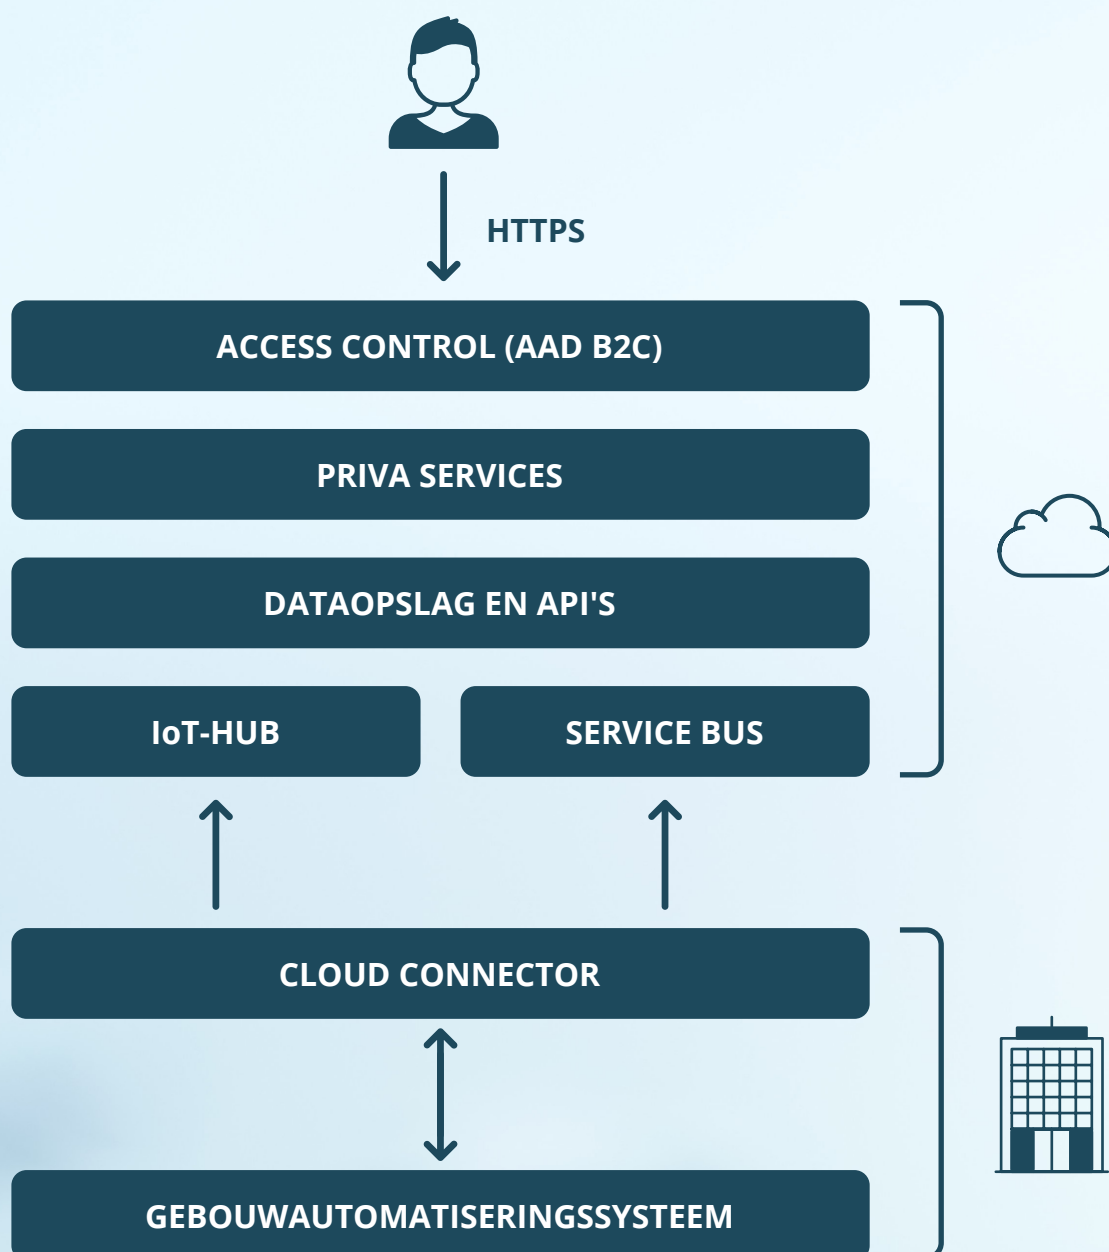 HTTPS
ACCESS CONTROL (AAD B2C)
PRIVA SERVICES
DATAOPSLAG EN API'S
IoT-HUB
SERVICE BUS
CLOUD CONNECTOR
GEBOUWAUTOMATISERINGSSYSTEEM